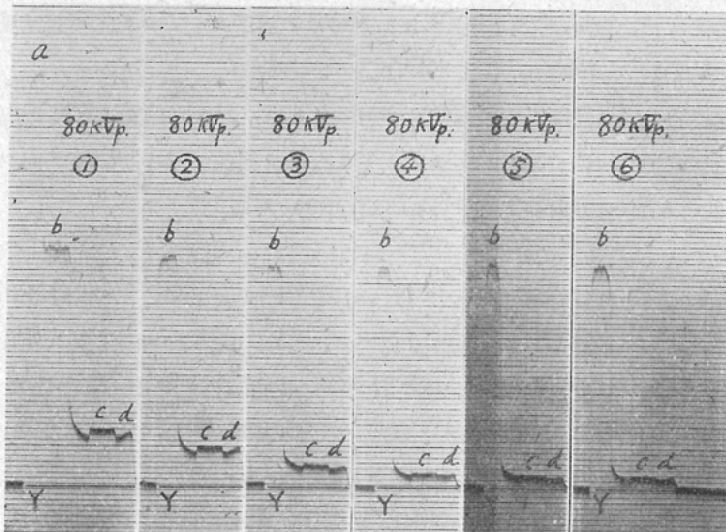 a
80KVp. 80KVp. 80KVp. 80KVp. 80KVp. 80KVp.
① ② ③ ④ ⑤ ⑥
b b b b b b
c d c d c d c d c d c d
Y Y Y Y Y Y